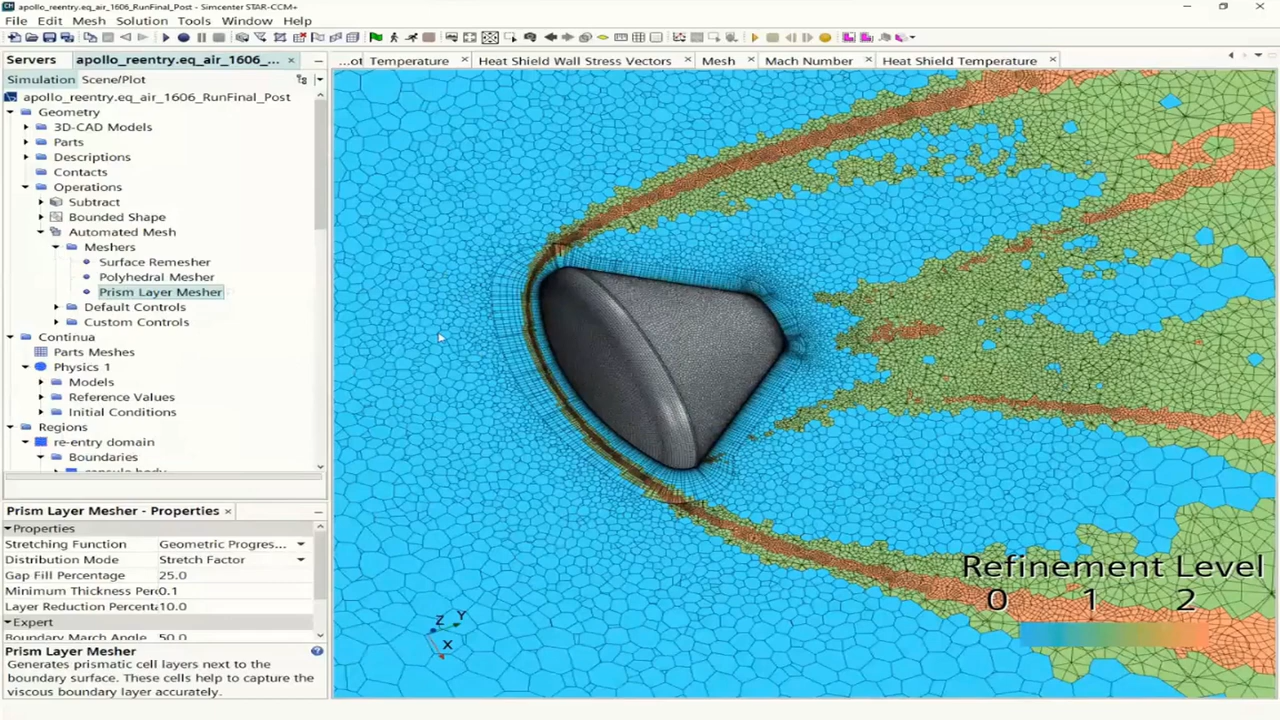 apollo_reentry.eq_air_1606_RunFinal_Post - Simcenter STAR-CCM+
File Edit Mesh Solution Tools Window Help
Servers apollo_reentry.eq_air_1606_... ×
...ot Temperature × Heat Shield Wall Stress Vectors × Mesh × Mach Number × Heat Shield Temperature ×
Simulation Scene/Plot
apollo_reentry.eq_air_1606_RunFinal_Post
Geometry
3D-CAD Models
Parts
Descriptions
Contacts
Operations
Subtract
Bounded Shape
Automated Mesh
Meshers
Surface Remesher
Polyhedral Mesher
Prism Layer Mesher
Default Controls
Custom Controls
Continua
Parts Meshes
Physics 1
Models
Reference Values
Initial Conditions
Regions
re-entry domain
Boundaries
Prism Layer Mesher - Properties ×
Properties
Stretching Function Geometric Progres...
Distribution Mode Stretch Factor
Gap Fill Percentage 25.0
Minimum Thickness Per 0.1
Layer Reduction Percenta 10.0
Expert
Boundary March Angle 50.0
Prism Layer Mesher
Generates prismatic cell layers next to the
boundary surface. These cells help to capture the
viscous boundary layer accurately.
Z Y
X
Refinement Level
0 1 2